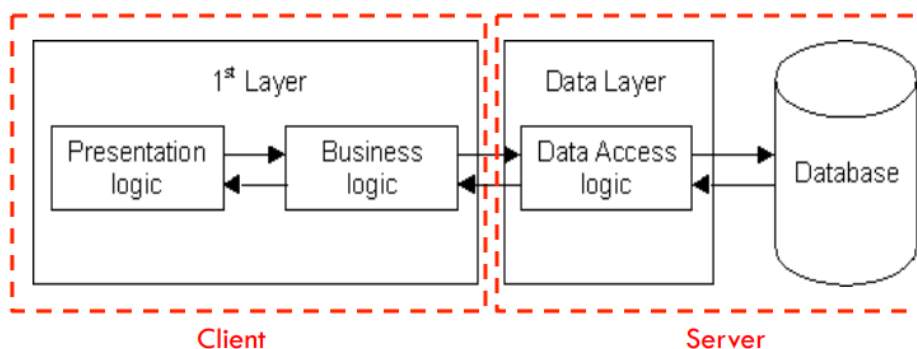 1st Layer
Data Layer
Presentation
logic
Business
logic
Data Access
logic
Database
Client
Server